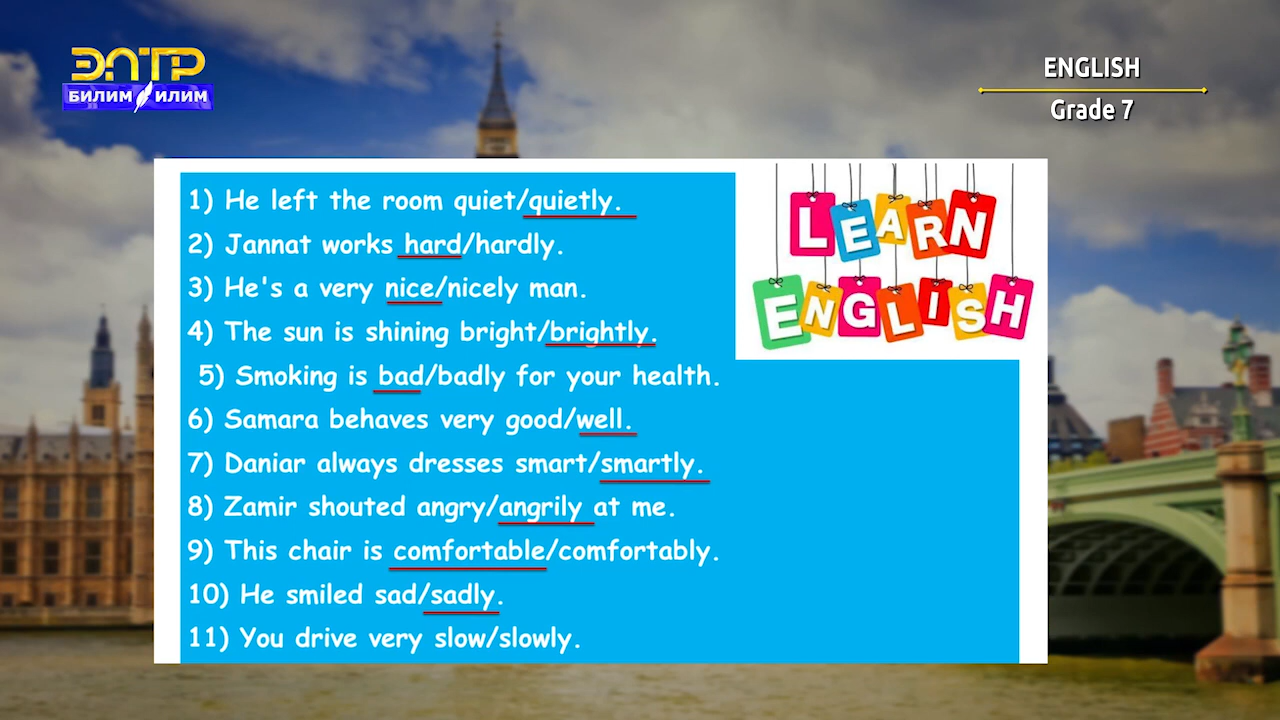 ЭЛТР
БИЛИМ ИЛИМ
ENGLISH
Grade 7
LEARN
ENGLISH
1) He left the room quiet/quietly.
2) Jannat works hard/hardly.
3) He's a very nice/nicely man.
4) The sun is shining bright/brightly.
5) Smoking is bad/badly for your health.
6) Samara behaves very good/well.
7) Daniar always dresses smart/smartly.
8) Zamir shouted angry/angrily at me.
9) This chair is comfortable/comfortably.
10) He smiled sad/sadly.
11) You drive very slow/slowly.